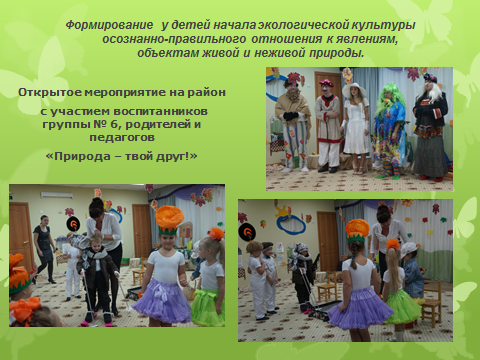 Формирование у детей начала экологической культуры
осознанно-правильного отношения к явлениям,
объектам живой и неживой природы.
Открытое мероприятие на район
с участием воспитанников
группы № 6, родителей и
педагогов
«Природа – твой друг!»